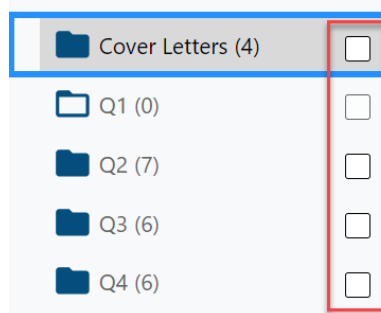 Cover Letters (4)
Q1 (0)
Q2 (7)
Q3 (6)
Q4 (6)